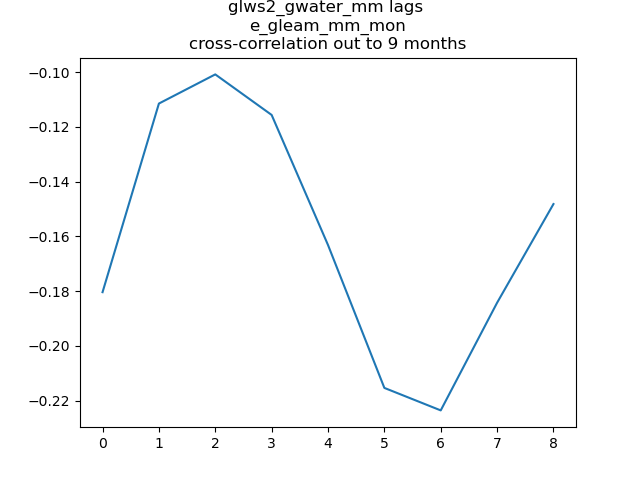 glws2_gwater_mm lags
e_gleam_mm_mon
cross-correlation out to 9 months
−0.10
−0.12
−0.14
−0.16
−0.18
−0.20
−0.22
0 1 2 3 4 5 6 7 8